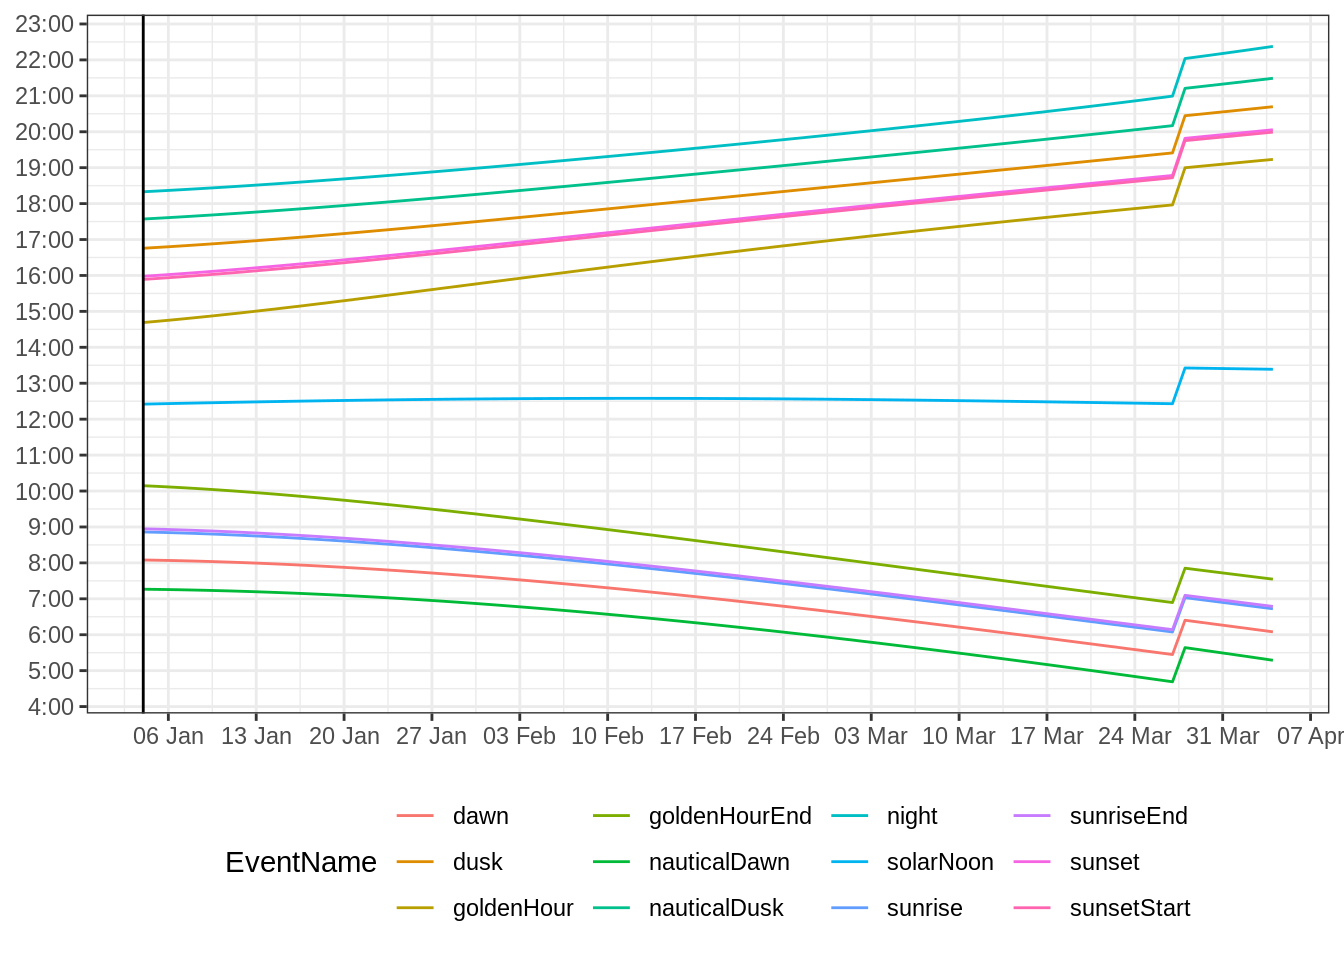 23:00
22:00
21:00
20:00
19:00
18:00
17:00
16:00
15:00
14:00
13:00
12:00
11:00
10:00
9:00
8:00
7:00
6:00
5:00
4:00
06 Jan 13 Jan 20 Jan 27 Jan 03 Feb 10 Feb 17 Feb 24 Feb 03 Mar 10 Mar 17 Mar 24 Mar 31 Mar 07 Apr
EventName
dawn
dusk
goldenHour
goldenHourEnd
nauticalDawn
nauticalDusk
night
solarNoon
sunrise
sunriseEnd
sunset
sunsetStart